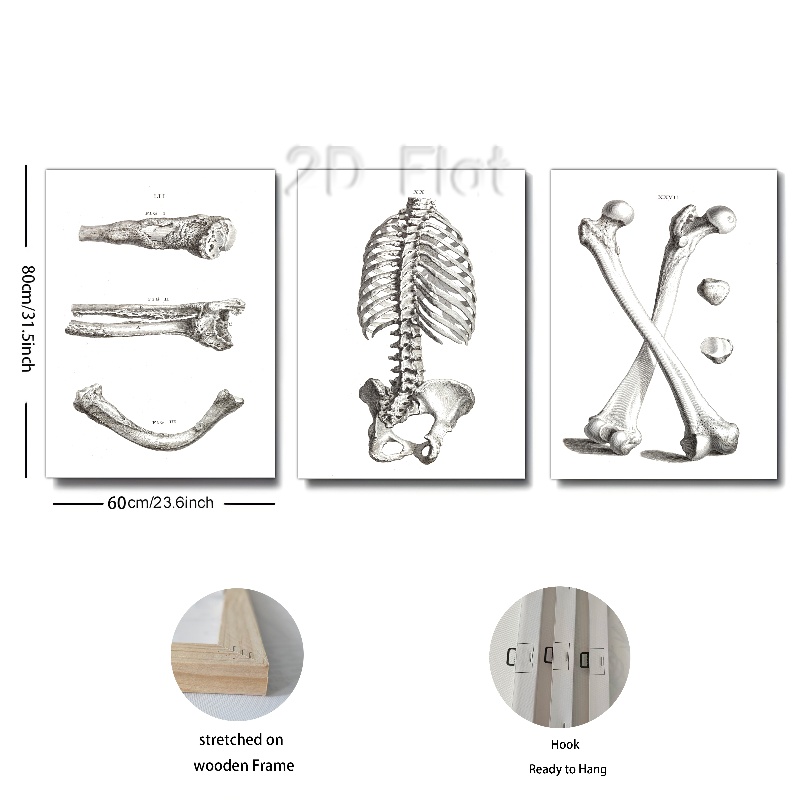 2D Flat
LII
FIG I
FIG II
FIG III
XX
XXVII
80cm/31.5inch
60cm/23.6inch
stretched on
wooden Frame
Hook
Ready to Hang